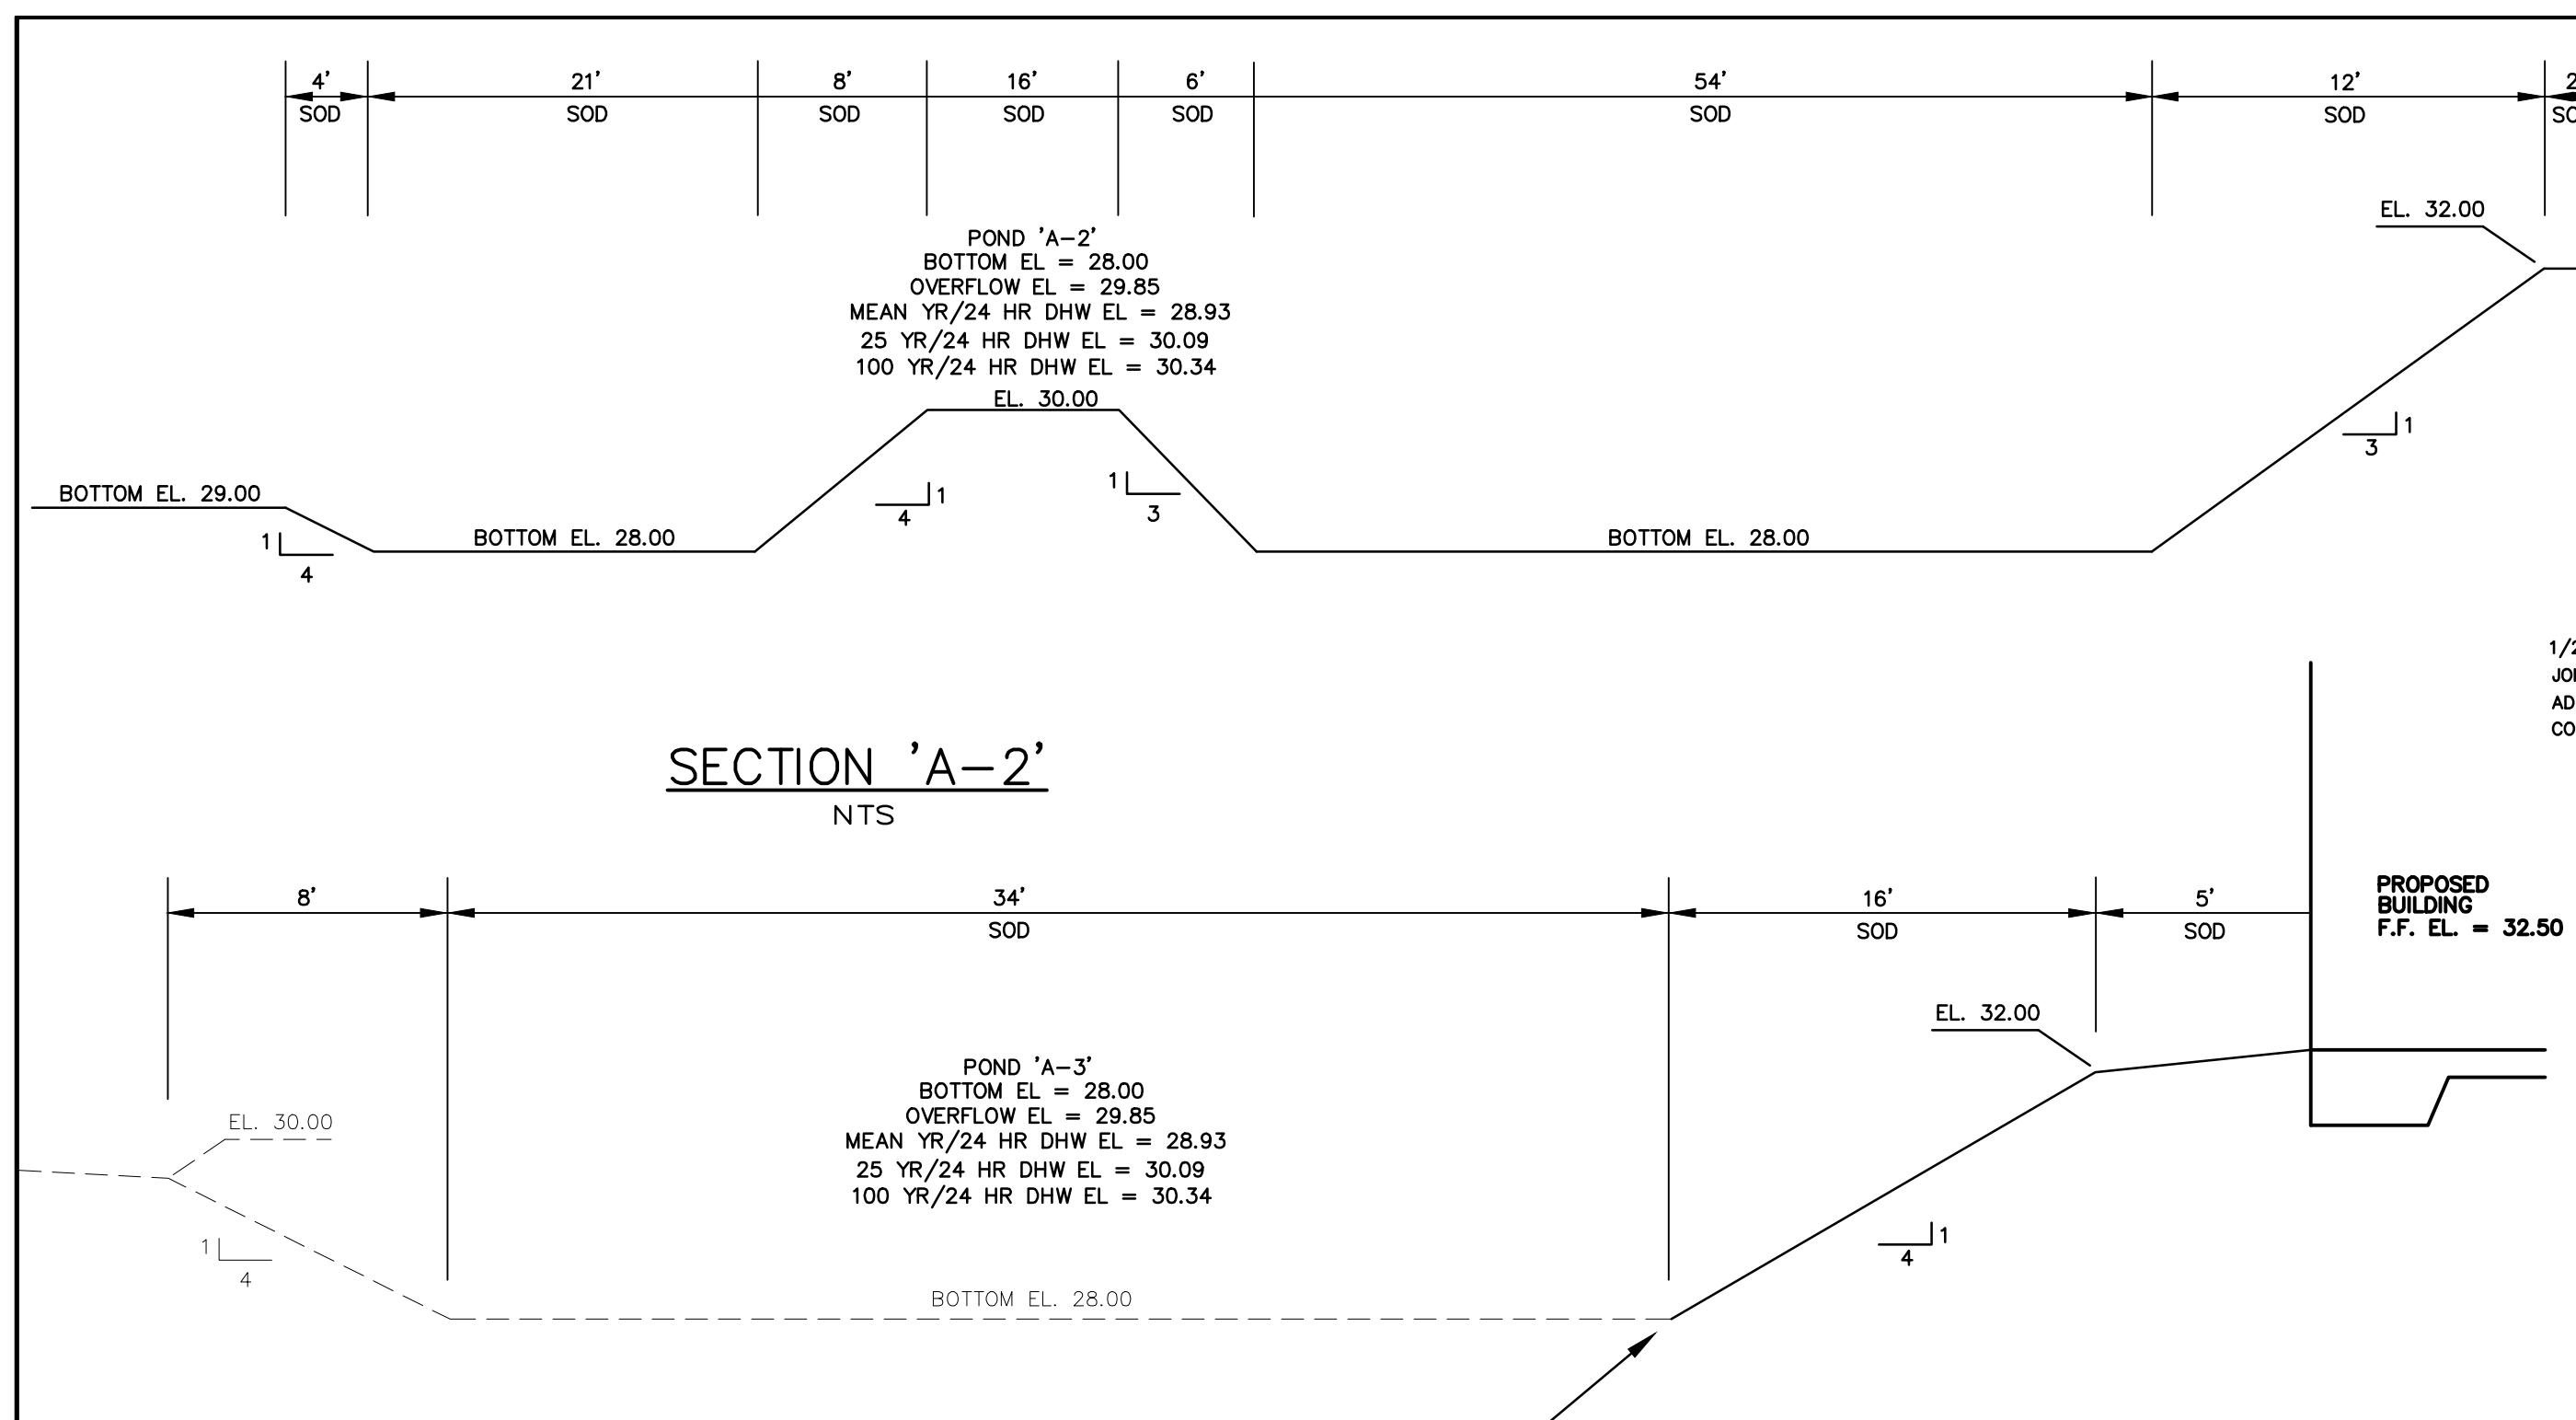 4' 21' 8' 16' 6' 54' 12' 2
SOD SOD SOD SOD SOD SOD SOD
EL. 32.00
POND 'A-2'
BOTTOM EL = 28.00
OVERFLOW EL = 29.85
MEAN YR/24 HR DHW EL = 28.93
25 YR/24 HR DHW EL = 30.09
100 YR/24 HR DHW EL = 30.34
EL. 30.00
1
3
1
3
1
4
BOTTOM EL. 29.00
1
4
BOTTOM EL. 28.00
BOTTOM EL. 28.00
1/2
AD
CO
SECTION 'A-2'
NTS
8' 34' 16' 5'
SOD SOD SOD
PROPOSED
BUILDING
F.F. EL. = 32.50
EL. 32.00
POND 'A-3'
BOTTOM EL = 28.00
OVERFLOW EL = 29.85
MEAN YR/24 HR DHW EL = 28.93
25 YR/24 HR DHW EL = 30.09
100 YR/24 HR DHW EL = 30.34
EL. 30.00
1
4
1
4
BOTTOM EL. 28.00